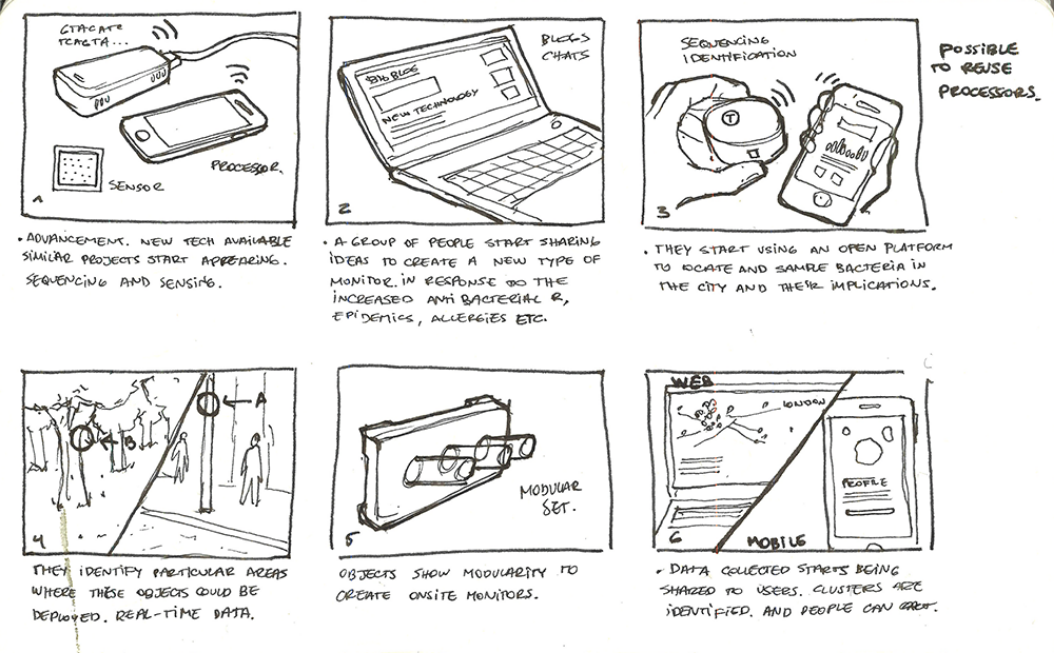 GTACATC
TCAGTA...
PROCESSOR.
SENSOR
1
• ADVANCEMENT. NEW TECH AVAILABLE
SIMILAR PROJECTS START APPEARING.
SEQUENCING AND SENSING.
BLOGS
CHATS
BIO BLOG
NEW TECHNOLOGY
2
• A GROUP OF PEOPLE START SHARING
IDEAS TO CREATE A NEW TYPE OF
MONITOR. IN RESPONSE TO THE
INCREASED ANTI BACTERIAL R,
EPIDEMICS, ALLERGIES ETC.
SEQUENCING
IDENTIFICATION
T
3
POSSIBLE
TO REUSE
PROCESSORS.
• THEY START USING AN OPEN PLATFORM
TO LOCATE AND SAMPLE BACTERIA IN
THE CITY AND THEIR IMPLICATIONS.
A
B
4
THEY IDENTIFY PARTICULAR AREAS
WHERE THESE OBJECTS COULD BE
DEPLOYED. REAL-TIME DATA.
MODULAR
SET.
5
OBJECTS SHOW MODULARITY TO
CREATE ONSITE MONITORS.
WEB
LONDON
PROFILE
6
MOBILE
• DATA COLLECTED STARTS BEING
SHARED TO USERS. CLUSTERS ARE
IDENTIFIED. AND PEOPLE CAN